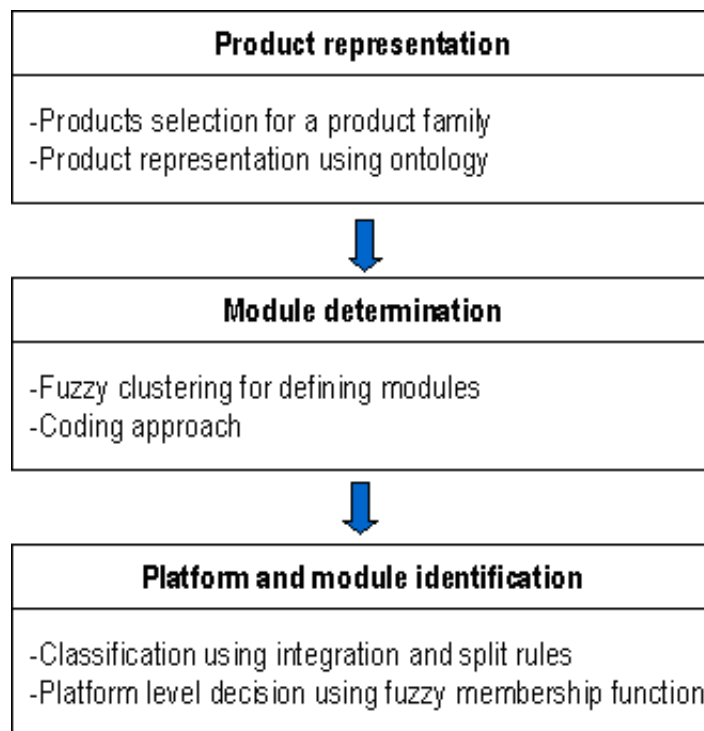 Product representation
-Products selection for a product family
-Product representation using ontology
Module determination
-Fuzzy clustering for defining modules
-Coding approach
Platform and module identification
-Classification using integration and split rules
-Platform level decision using fuzzy membership function